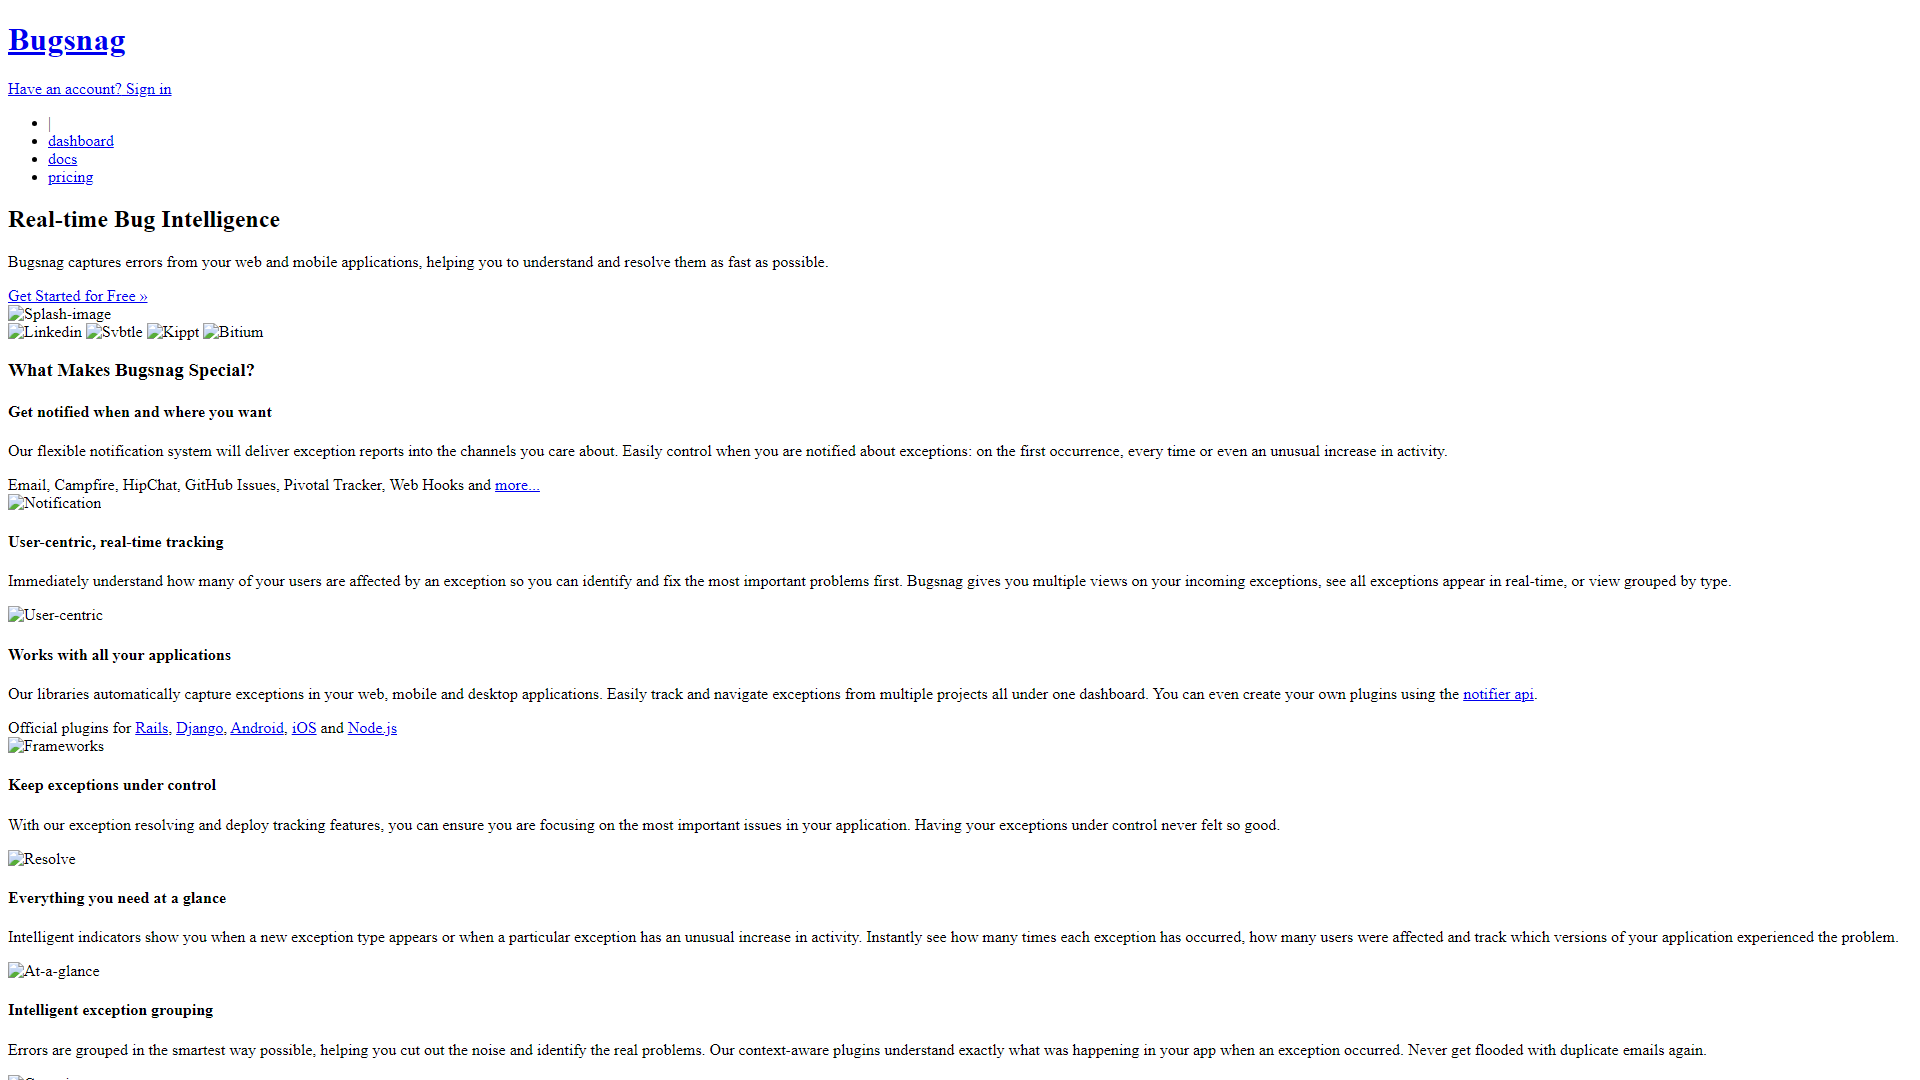 Bugsnag
Have an account? Sign in
|
dashboard
docs
pricing
Real-time Bug Intelligence
Bugsnag captures errors from your web and mobile applications, helping you to understand and resolve them as fast as possible.
Get Started for Free »
Splash-image
Linkedin Svbtle Kippt Bitium
What Makes Bugsnag Special?
Get notified when and where you want
Our flexible notification system will deliver exception reports into the channels you care about. Easily control when you are notified about exceptions: on the first occurrence, every time or even an unusual increase in activity.
Email, Campfire, HipChat, GitHub Issues, Pivotal Tracker, Web Hooks and more...
Notification
User-centric, real-time tracking
Immediately understand how many of your users are affected by an exception so you can identify and fix the most important problems first. Bugsnag gives you multiple views on your incoming exceptions, see all exceptions appear in real-time, or view grouped by type.
User-centric
Works with all your applications
Our libraries automatically capture exceptions in your web, mobile and desktop applications. Easily track and navigate exceptions from multiple projects all under one dashboard. You can even create your own plugins using the notifier api.
Official plugins for Rails, Django, Android, iOS and Node.js
Frameworks
Keep exceptions under control
With our exception resolving and deploy tracking features, you can ensure you are focusing on the most important issues in your application. Having your exceptions under control never felt so good.
Resolve
Everything you need at a glance
Intelligent indicators show you when a new exception type appears or when a particular exception has an unusual increase in activity. Instantly see how many times each exception has occurred, how many users were affected and track which versions of your application experienced the problem.
At-a-glance
Intelligent exception grouping
Errors are grouped in the smartest way possible, helping you cut out the noise and identify the real problems. Our context-aware plugins understand exactly what was happening in your app when an exception occurred. Never get flooded with duplicate emails again.